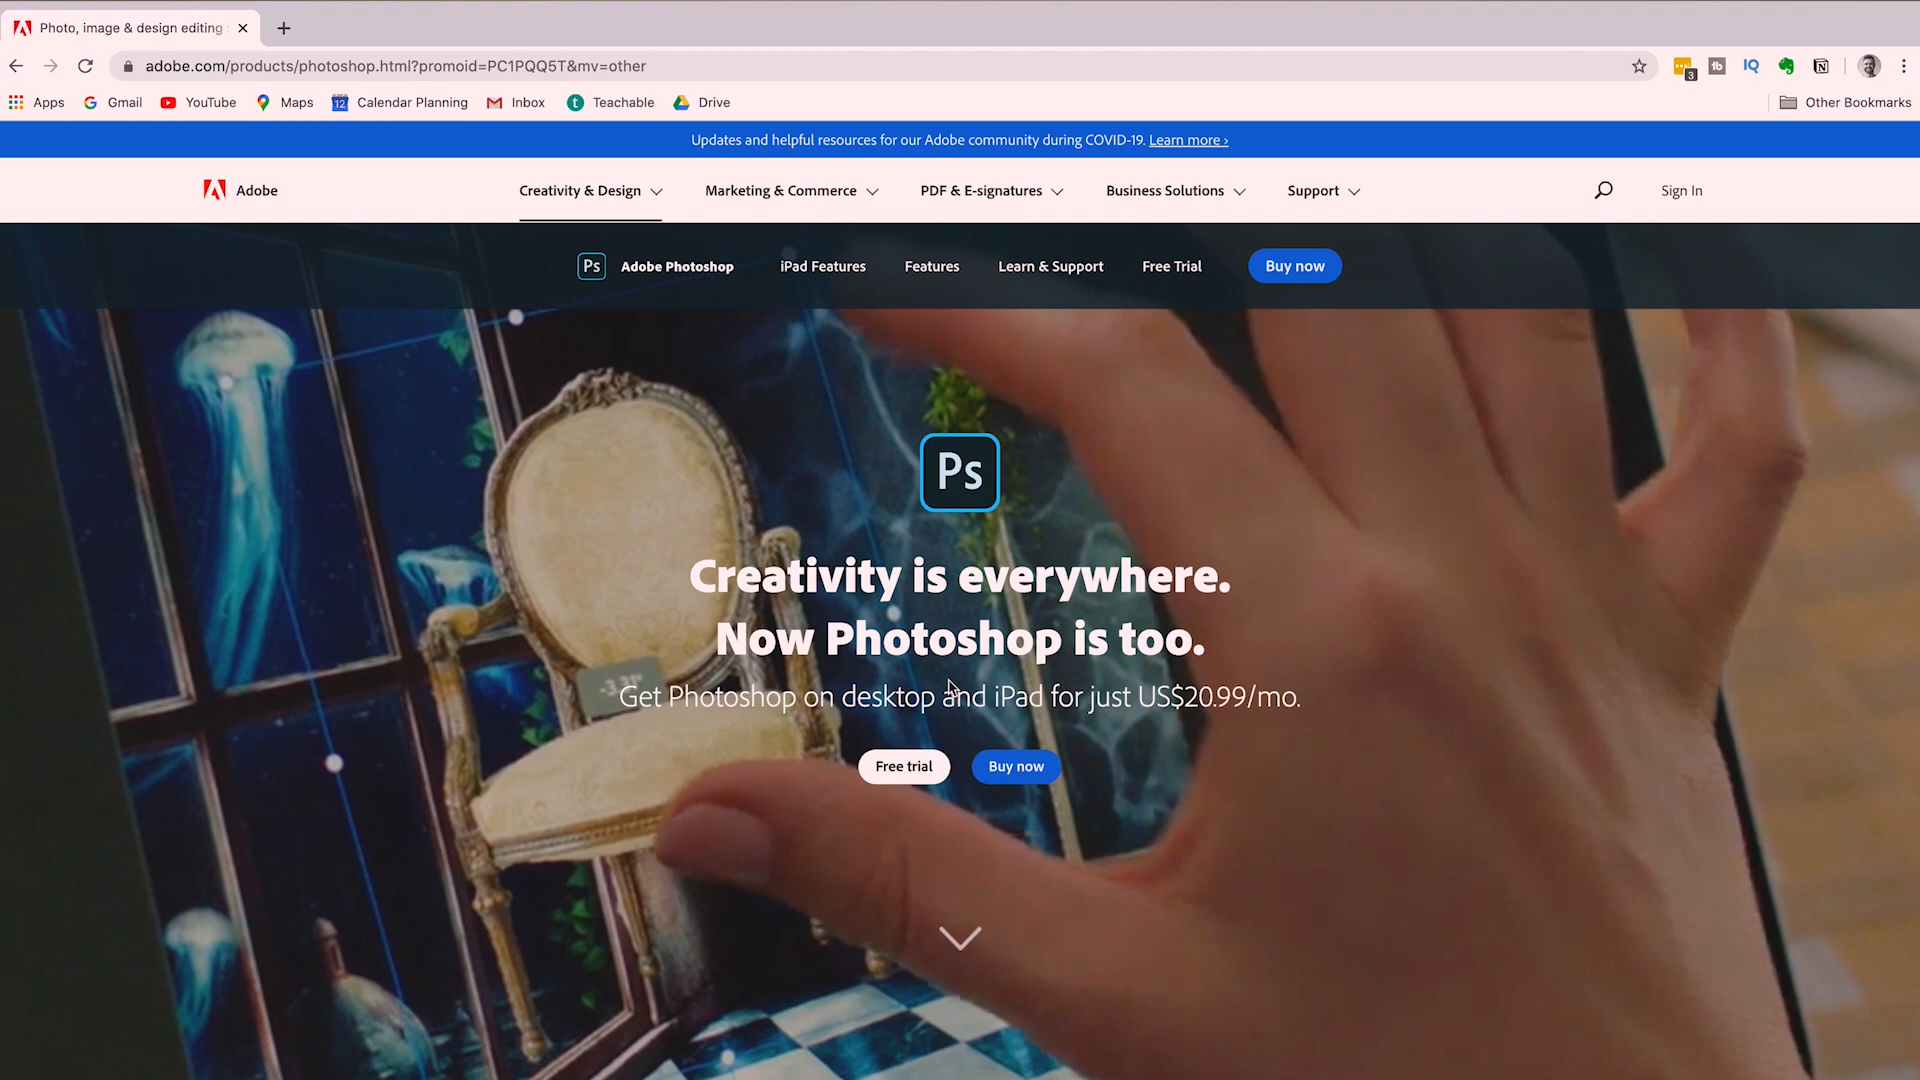 Photo, image & design editing
adobe.com/products/photoshop.html?promoid=PC1PQQ5T&mv=other
3
tb
IQ
N
Apps
G Gmail
YouTube
Maps
12 Calendar Planning
Inbox
t Teachable
Drive
Other Bookmarks
Updates and helpful resources for our Adobe community during COVID-19. Learn more ›
Adobe
Creativity & Design
Marketing & Commerce
PDF & E-signatures
Business Solutions
Support
Sign In
Ps Adobe Photoshop
iPad Features
Features
Learn & Support
Free Trial
Buy now
Ps
Creativity is everywhere.
Now Photoshop is too.
Get Photoshop on desktop and iPad for just US$20.99/mo.
Free trial
Buy now